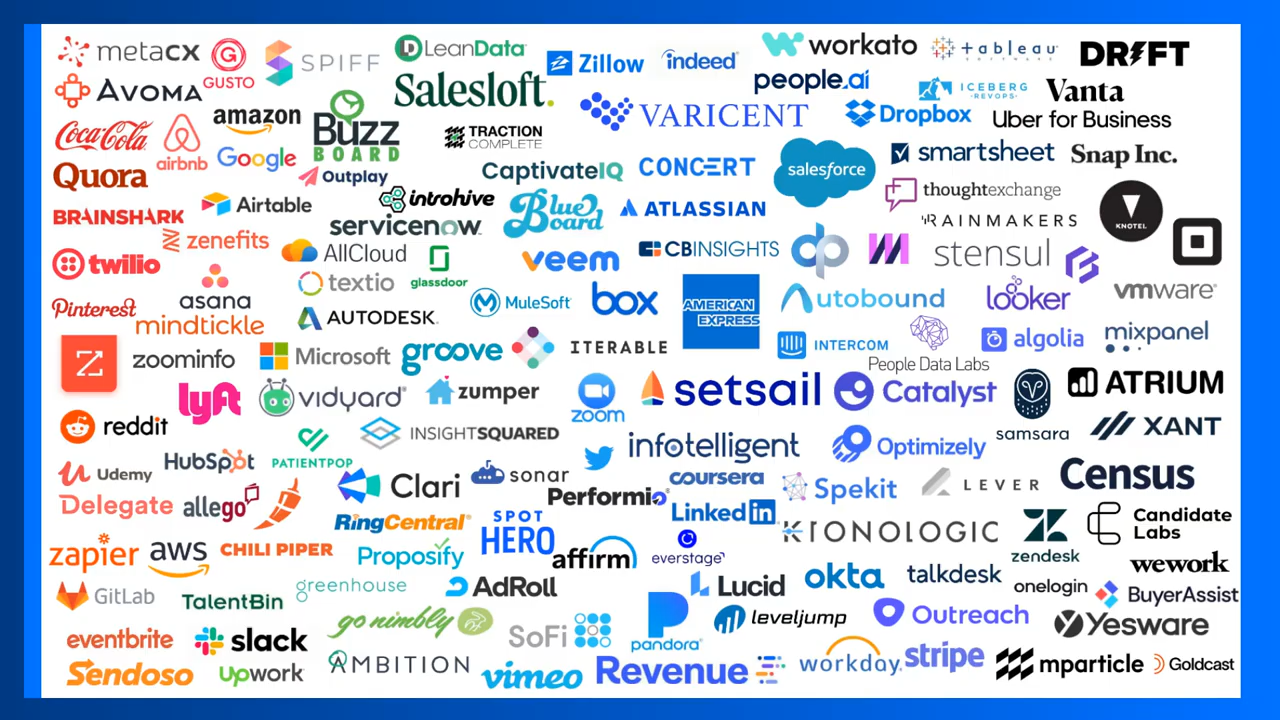 metacx
GUSTO
SPIFF
LeanData
Zillow
indeed
workato
tableau
SOFTWARE
DRIFT
AVOMA
Salesloft.
people.ai
ICEBERG
REVOPS
Vanta
Coca-Cola
airbnb
amazon
Google
BUZZ
BOARD
TRACTION
COMPLETE
VARICENT
Dropbox
Uber for Business
Quora
Outplay
CaptivateIQ
CONCERT
salesforce
smartsheet
Snap Inc.
BRAINSHARK
Airtable
introhive
servicenow
Blue
Board
ATLASSIAN
thoughtexchange
RAINMAKERS
KNOTEL
zenefits
twilio
AllCloud
glassdoor
veem
CBINSIGHTS
dp
stensul
Pinterest
asana
textio
MuleSoft
box
AMERICAN
EXPRESS
Autobound
looker
vmware
mindtickle
AUTODESK
INTERCOM
People Data Labs
algolia
mixpanel
zoominfo
Microsoft
groove
ITERABLE
lyft
vidyard
zumper
zoom
setsail
Catalyst
samsara
ATRIUM
reddit
PATIENTPOP
INSIGHTSQUARED
infotelligent
Optimizely
XANT
Udemy
HubSpot
Clari
sonar
coursera
Spekit
LEVER
Census
Delegate
allego
Performio
LinkedIn
RingCentral
SPOT
HERO
KRONOLOGIC
zendesk
Candidate
Labs
zapier
aws
CHILI PIPER
Proposify
affirm
everstage
wework
GitLab
TalentBin
greenhouse
AdRoll
Lucid
okta
talkdesk
onelogin
BuyerAssist
eventbrite
slack
go nimbly
SoFi
pandora
leveljump
Outreach
Yesware
Sendoso
Upwork
AMBITION
vimeo
Revenue
workday.
stripe
mparticle
Goldcast